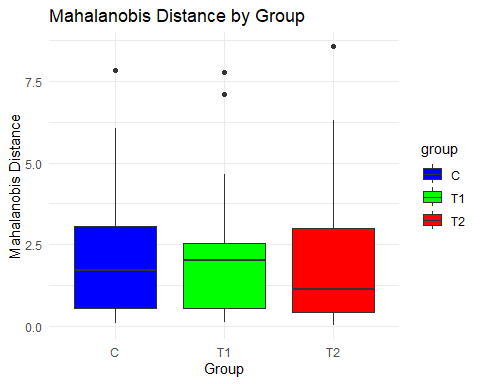 Mahalanobis Distance by Group
Mahalanobis Distance
7.5
5.0
2.5
0.0
C
T1
T2
Group
group
C
T1
T2